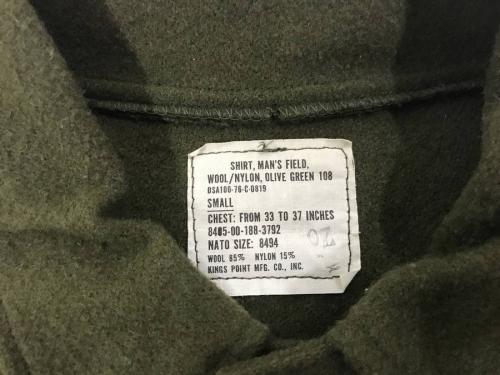 SHIRT, MAN'S FIELD,
WOOL/NYLON, OLIVE GREEN 108
DSA100-76-C-0819
SMALL
CHEST: FROM 33 TO 37 INCHES
8405-00-188-3792
NATO SIZE: 8494
WOOL 85% NYLON 15%
KINGS POINT MFG. CO., INC.